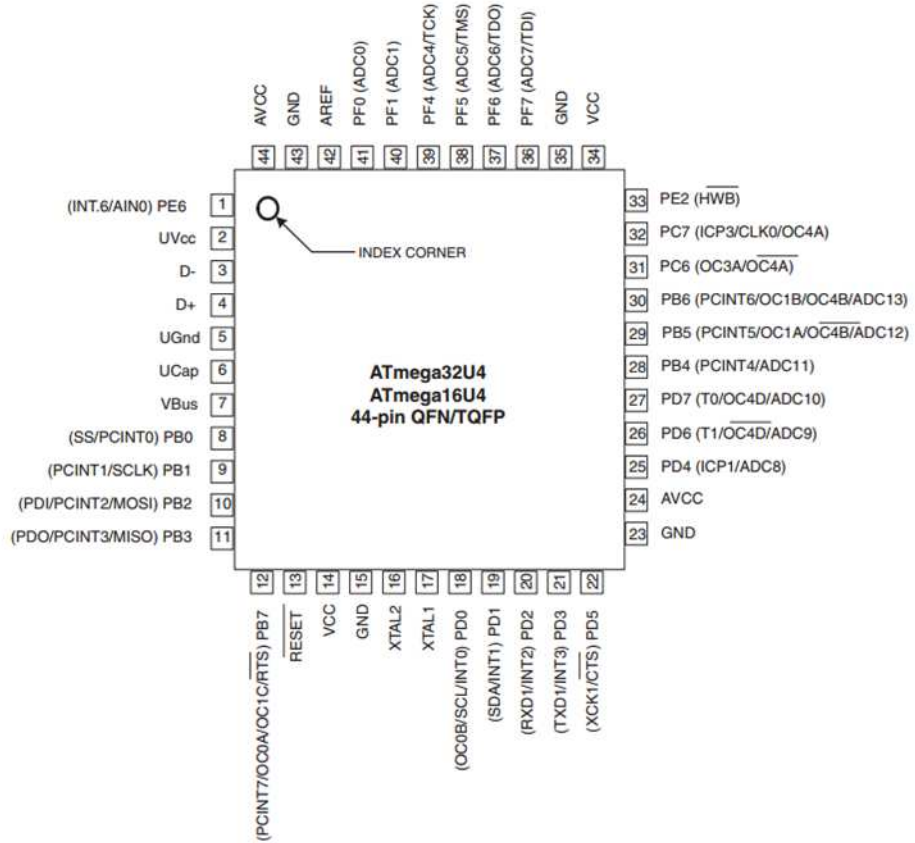 AVCC
GND
AREF
PF0 (ADC0)
PF1 (ADC1)
PF4 (ADC4/TCK)
PF5 (ADC5/TMS)
PF6 (ADC6/TDO)
PF7 (ADC7/TDI)
GND
VCC
44
43
42
41
40
39
38
37
36
35
34
(INT.6/AIN0) PE6 1
UVcc 2
D- 3
D+ 4
UGnd 5
UCap 6
VBus 7
(SS/PCINT0) PB0 8
(PCINT1/SCLK) PB1 9
(PDI/PCINT2/MOSI) PB2 10
(PDO/PCINT3/MISO) PB3 11
INDEX CORNER
ATmega32U4
ATmega16U4
44-pin QFN/TQFP
33 PE2 (HWB)
32 PC7 (ICP3/CLK0/OC4A)
31 PC6 (OC3A/OC4A)
30 PB6 (PCINT6/OC1B/OC4B/ADC13)
29 PB5 (PCINT5/OC1A/OC4B/ADC12)
28 PB4 (PCINT4/ADC11)
27 PD7 (T0/OC4D/ADC10)
26 PD6 (T1/OC4D/ADC9)
25 PD4 (ICP1/ADC8)
24 AVCC
23 GND
12
13
14
15
16
17
18
19
20
21
22
(PCINT7/OC0A/OC1C/RTS) PB7
RESET
VCC
GND
XTAL2
XTAL1
(OC0B/SCL/INT0) PD0
(SDA/INT1) PD1
(RXD1/INT2) PD2
(TXD1/INT3) PD3
(XCK1/CTS) PD5